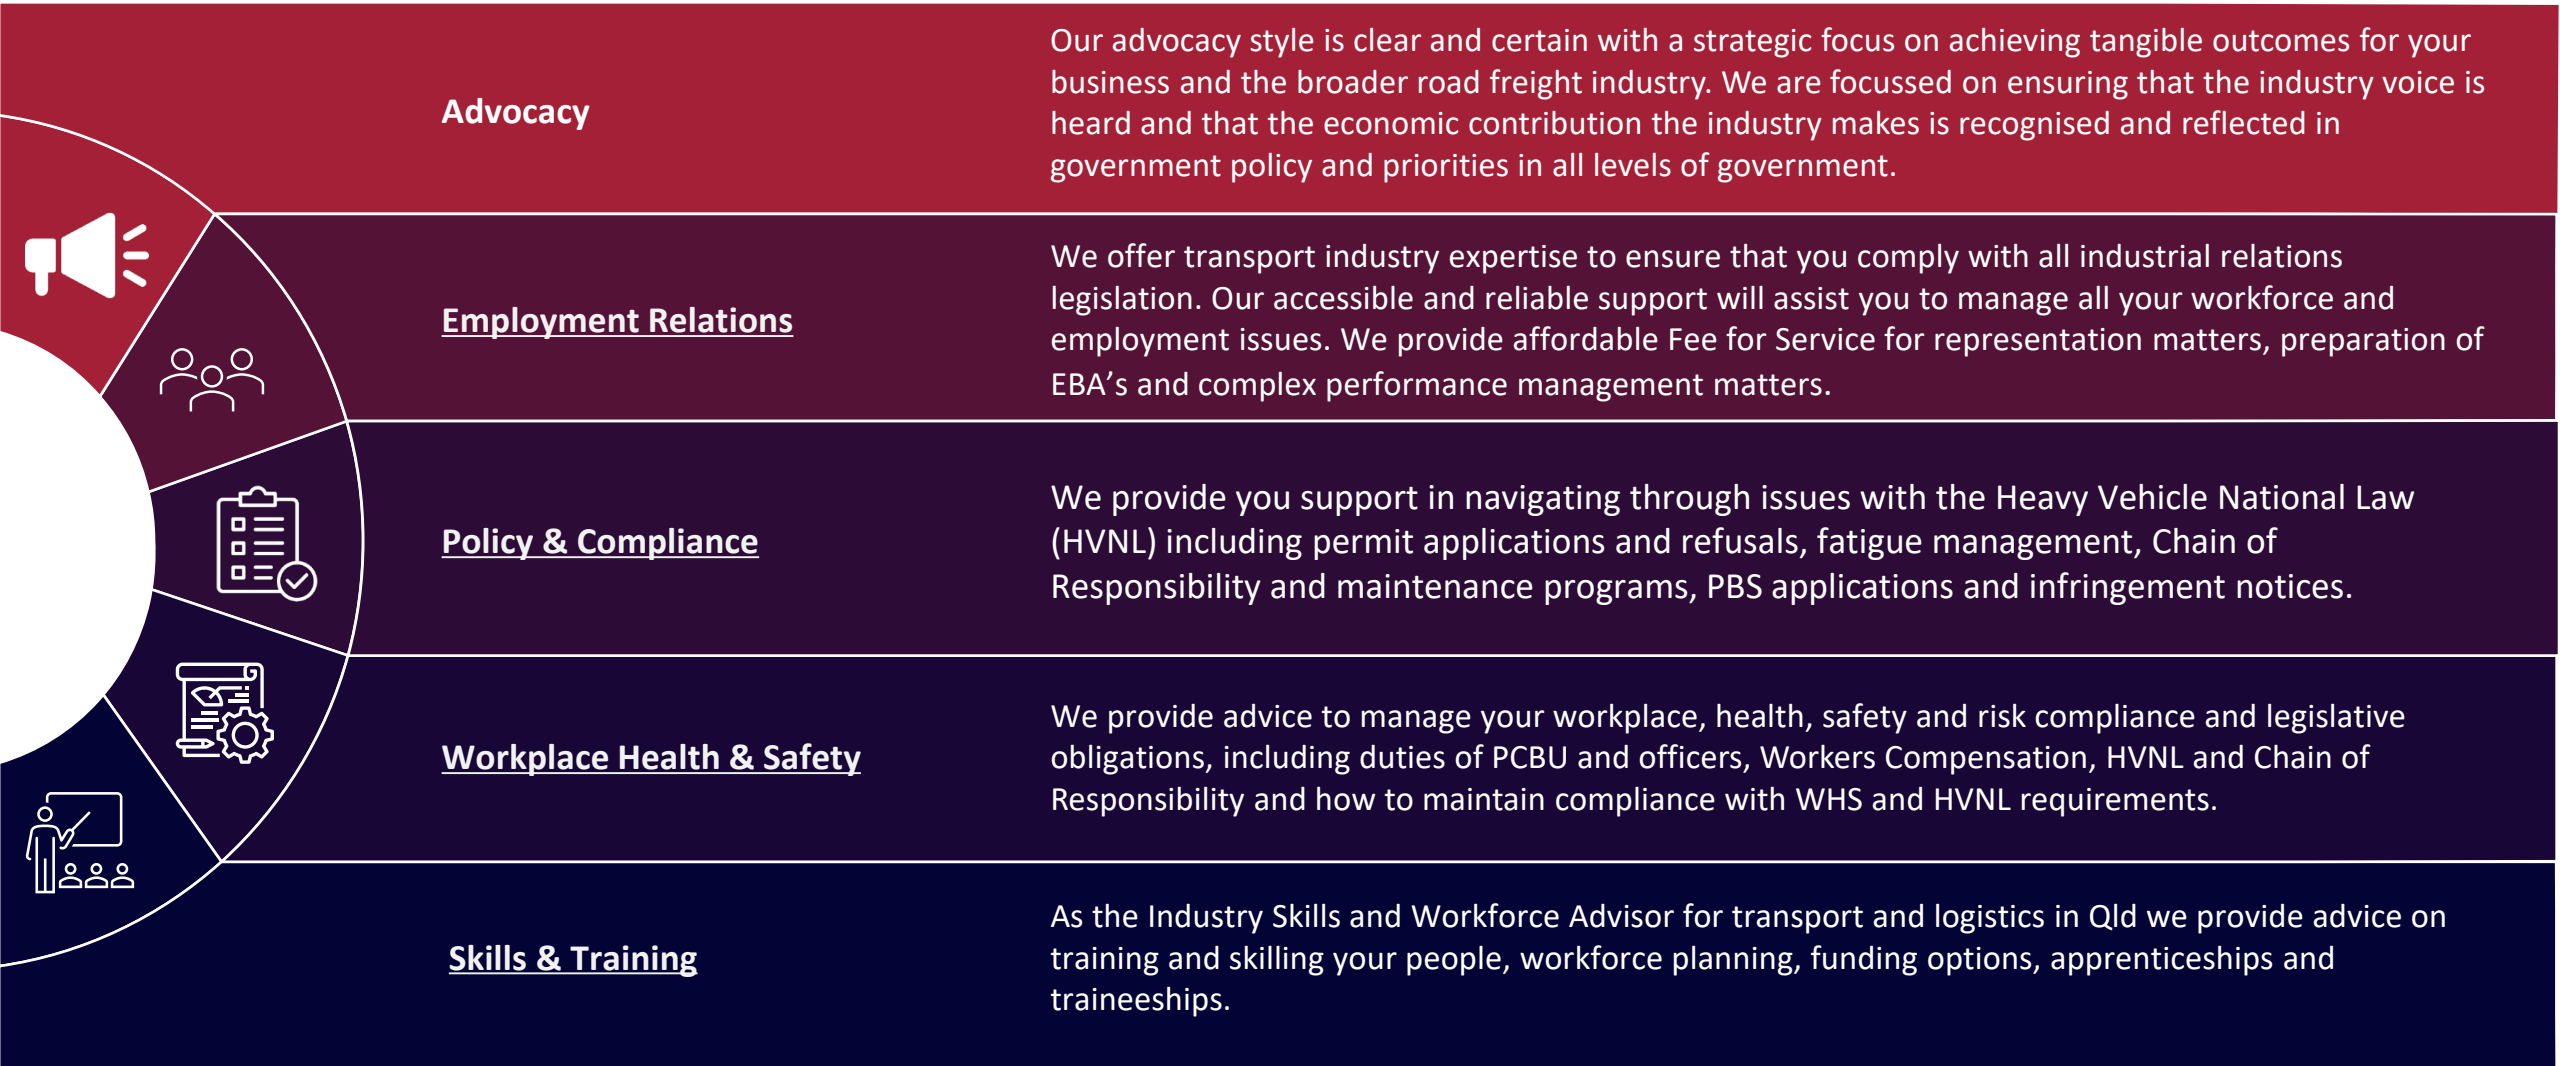 Advocacy
Our advocacy style is clear and certain with a strategic focus on achieving tangible outcomes for your
business and the broader road freight industry. We are focussed on ensuring that the industry voice is
heard and that the economic contribution the industry makes is recognised and reflected in
government policy and priorities in all levels of government.
Employment Relations
We offer transport industry expertise to ensure that you comply with all industrial relations
legislation. Our accessible and reliable support will assist you to manage all your workforce and
employment issues. We provide affordable Fee for Service for representation matters, preparation of
EBA’s and complex performance management matters.
Policy & Compliance
We provide you support in navigating through issues with the Heavy Vehicle National Law
(HVNL) including permit applications and refusals, fatigue management, Chain of
Responsibility and maintenance programs, PBS applications and infringement notices.
Workplace Health & Safety
We provide advice to manage your workplace, health, safety and risk compliance and legislative
obligations, including duties of PCBU and officers, Workers Compensation, HVNL and Chain of
Responsibility and how to maintain compliance with WHS and HVNL requirements.
Skills & Training
As the Industry Skills and Workforce Advisor for transport and logistics in Qld we provide advice on
training and skilling your people, workforce planning, funding options, apprenticeships and
traineeships.